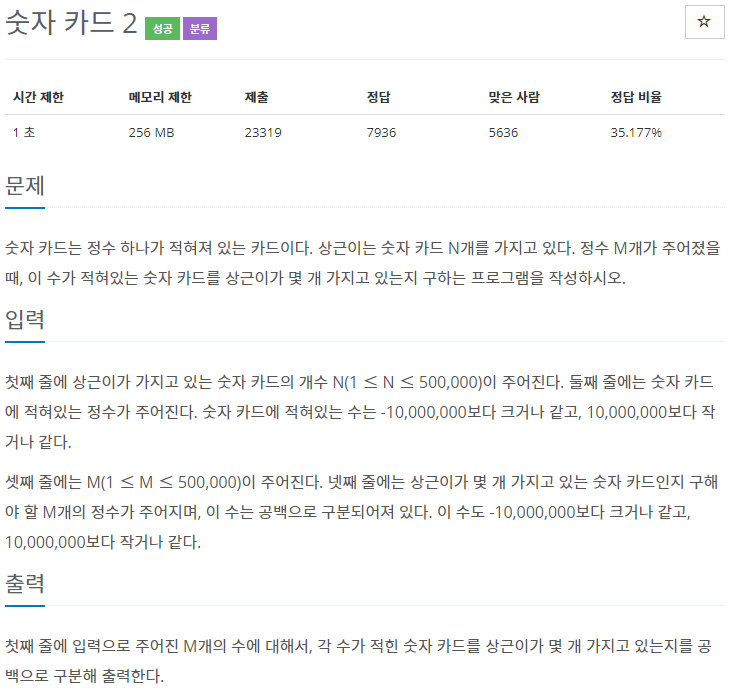 숫자 카드 2 성공 분류
☆
시간 제한 메모리 제한 제출 정답 맞은 사람 정답 비율
1 초 256 MB 23319 7936 5636 35.177%
문제
숫자 카드는 정수 하나가 적혀져 있는 카드이다. 상근이는 숫자 카드 N개를 가지고 있다. 정수 M개가 주어졌을
때, 이 수가 적혀있는 숫자 카드를 상근이가 몇 개 가지고 있는지 구하는 프로그램을 작성하시오.
입력
첫째 줄에 상근이가 가지고 있는 숫자 카드의 개수 N(1 ≤ N ≤ 500,000)이 주어진다. 둘째 줄에는 숫자 카드
에 적혀있는 정수가 주어진다. 숫자 카드에 적혀있는 수는 -10,000,000보다 크거나 같고, 10,000,000보다 작
거나 같다.
셋째 줄에는 M(1 ≤ M ≤ 500,000)이 주어진다. 넷째 줄에는 상근이가 몇 개 가지고 있는 숫자 카드인지 구해
야 할 M개의 정수가 주어지며, 이 수는 공백으로 구분되어져 있다. 이 수도 -10,000,000보다 크거나 같고,
10,000,000보다 작거나 같다.
출력
첫째 줄에 입력으로 주어진 M개의 수에 대해서, 각 수가 적힌 숫자 카드를 상근이가 몇 개 가지고 있는지를 공
백으로 구분해 출력한다.